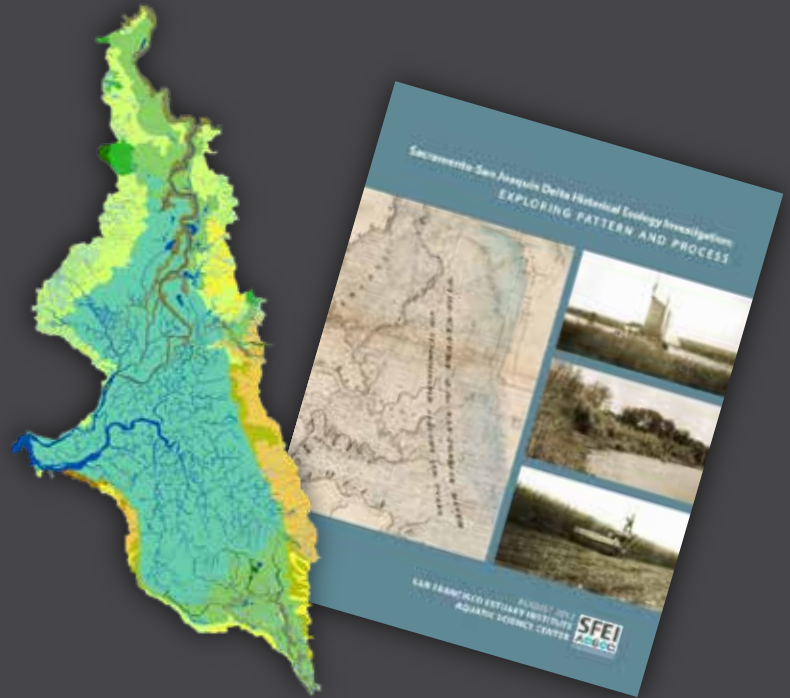 Sacramento-San Joaquin Delta Historical Ecology Investigation:
EXPLORING PATTERN AND PROCESS
AUGUST 2012
SAN FRANCISCO ESTUARY INSTITUTE
AQUATIC SCIENCE CENTER
SFEI